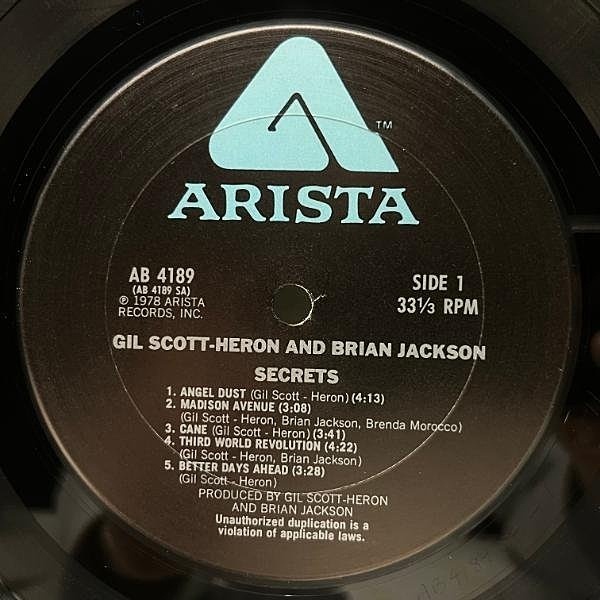 TM
ARISTA
AB 4189
(AB 4189 SA)
℗ 1978 ARISTA
RECORDS, INC.
SIDE 1
33⅓ RPM
GIL SCOTT-HERON AND BRIAN JACKSON
SECRETS
1. ANGEL DUST (Gil Scott - Heron) (4:13)
2. MADISON AVENUE (3:08)
(Gil Scott - Heron, Brian Jackson, Brenda Morocco)
3. CANE (Gil Scott - Heron) (3:41)
4. THIRD WORLD REVOLUTION (4:22)
(Gil Scott - Heron, Brian Jackson)
5. BETTER DAYS AHEAD (3:28)
(Gil Scott - Heron)
PRODUCED BY GIL SCOTT-HERON
AND BRIAN JACKSON
Unauthorized duplication is a
violation of applicable laws.